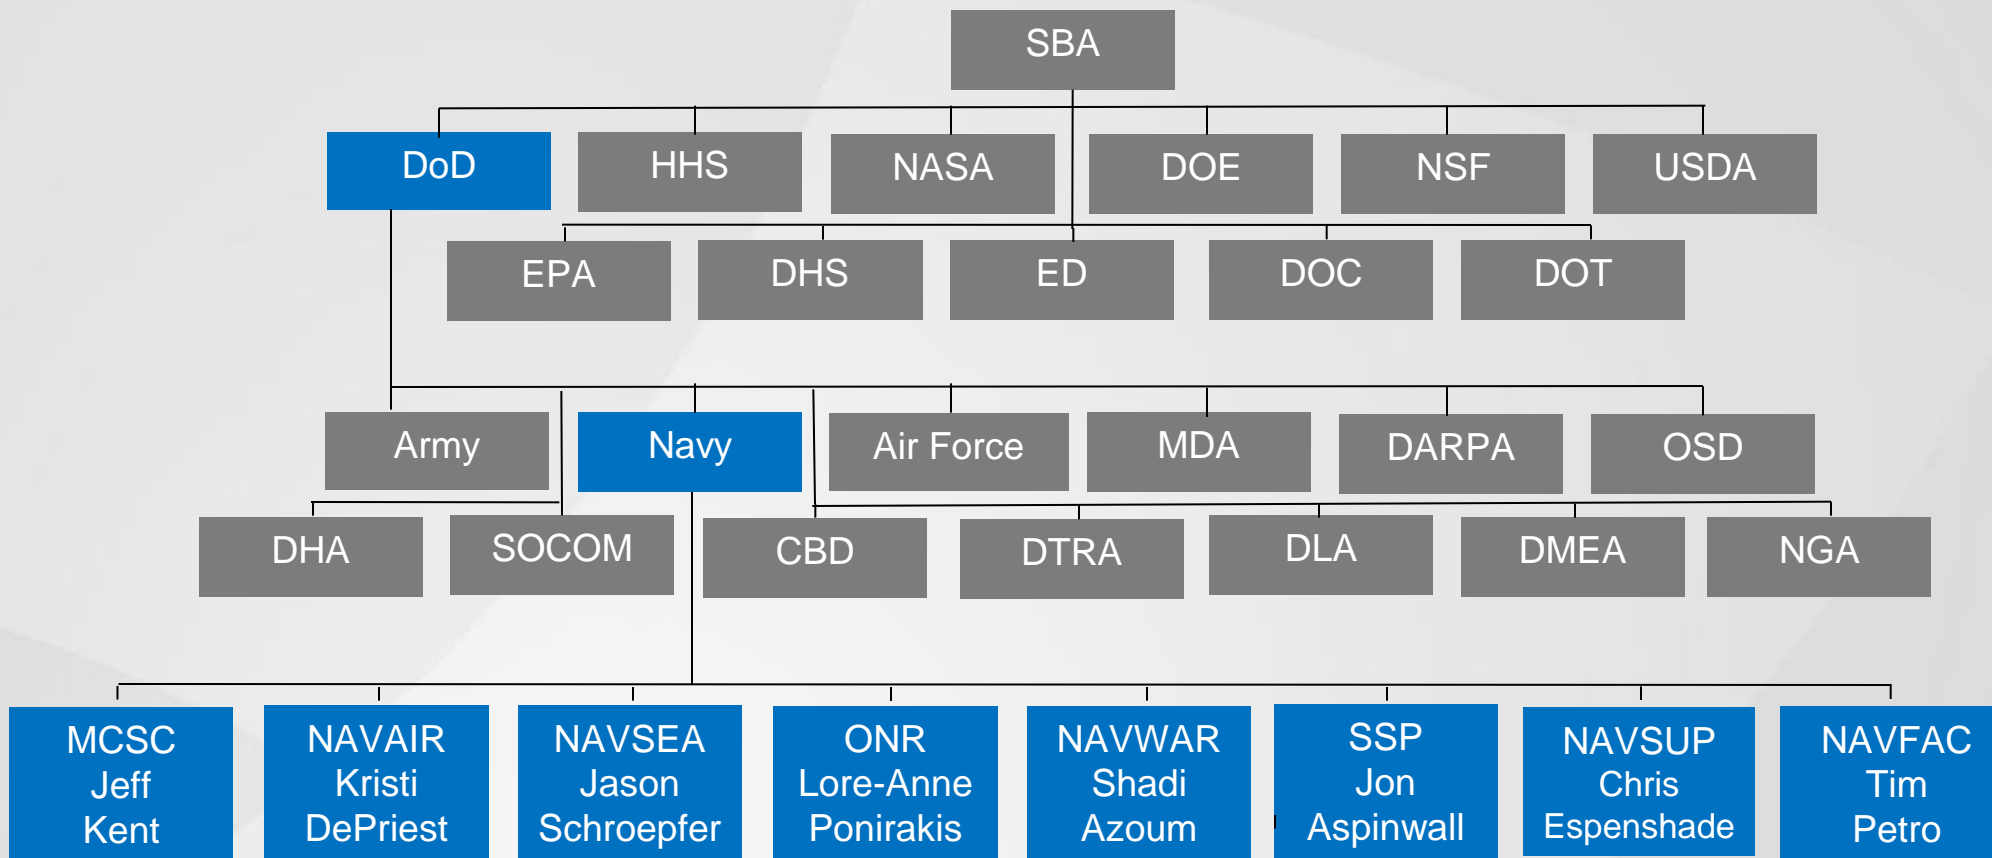 SBA
DoD
HHS
NASA
DOE
NSF
USDA
EPA
DHS
ED
DOC
DOT
Army
Navy
Air Force
MDA
DARPA
OSD
DHA
SOCOM
CBD
DTRA
DLA
DMEA
NGA
MCSC
Jeff
Kent
NAVAIR
Kristi
DePriest
NAVSEA
Jason
Schroepfer
ONR
Lore-Anne
Ponirakis
NAVWAR
Shadi
Azoum
SSP
Jon
Aspinwall
NAVSUP
Chris
Espenshade
NAVFAC
Tim
Petro